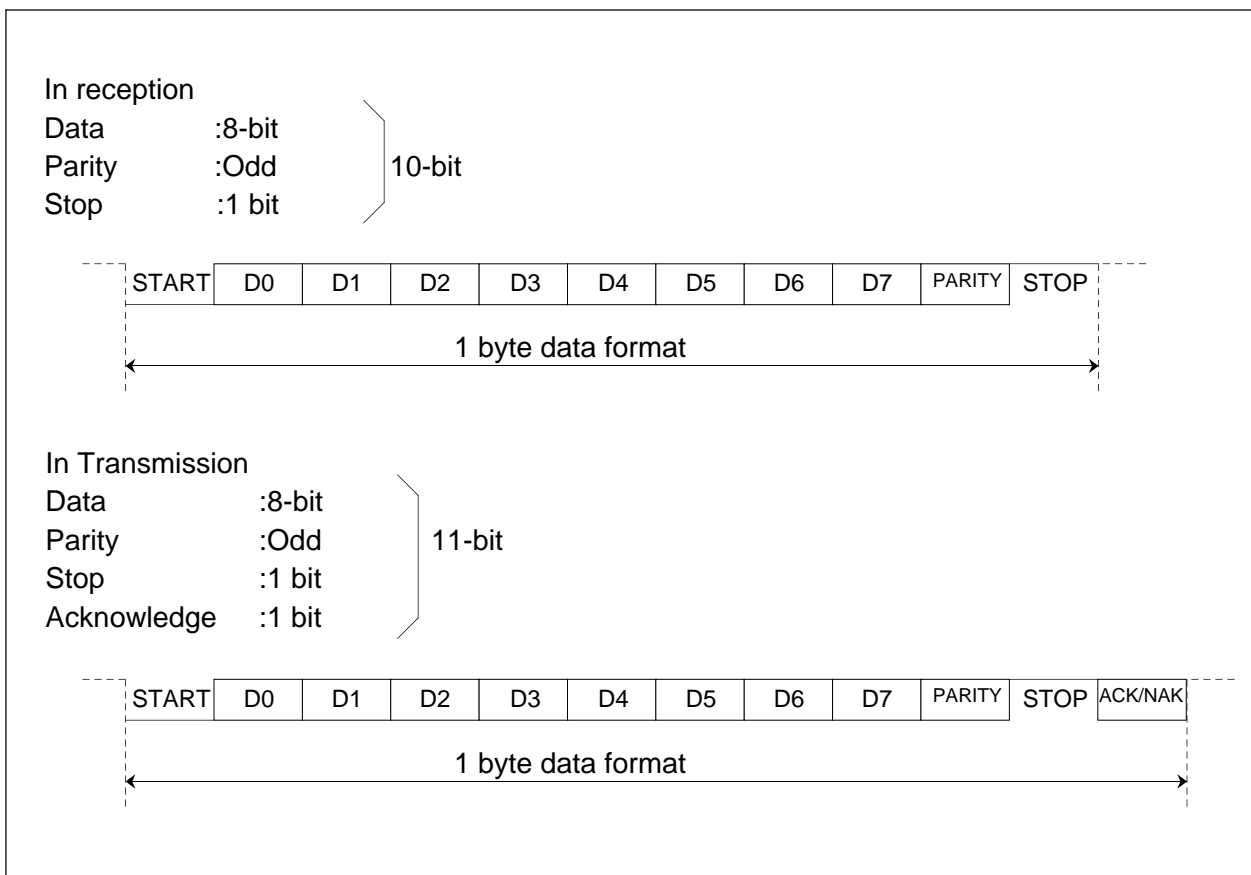 In reception
Data :8-bit
Parity :Odd
Stop :1 bit
10-bit
START D0 D1 D2 D3 D4 D5 D6 D7 PARITY STOP
1 byte data format
In Transmission
Data :8-bit
Parity :Odd
Stop :1 bit
Acknowledge :1 bit
11-bit
START D0 D1 D2 D3 D4 D5 D6 D7 PARITY STOP ACK/NAK
1 byte data format